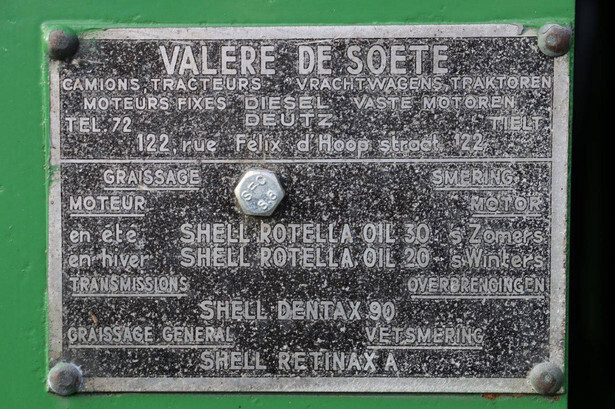 VALERE DE SOETE
CAMIONS, TRACTEURS VRACHTWAGENS, TRAKTOREN
MOTEURS FIXES DIESEL VASTE MOTOREN
TEL. 72 DEUTZ TIELT
122, rue Félix d'Hoop straat 122
GRAISSAGE SMERING
MOTEUR MOTOR
en été SHELL ROTELLA OIL 30 - 's Zomers
en hiver SHELL ROTELLA OIL 20 - 's Winters
TRANSMISSIONS OVERBRENGINGEN
SHELL DENTAX 90
GRAISSAGE GENERAL VETSMERING
SHELL RETINAX A